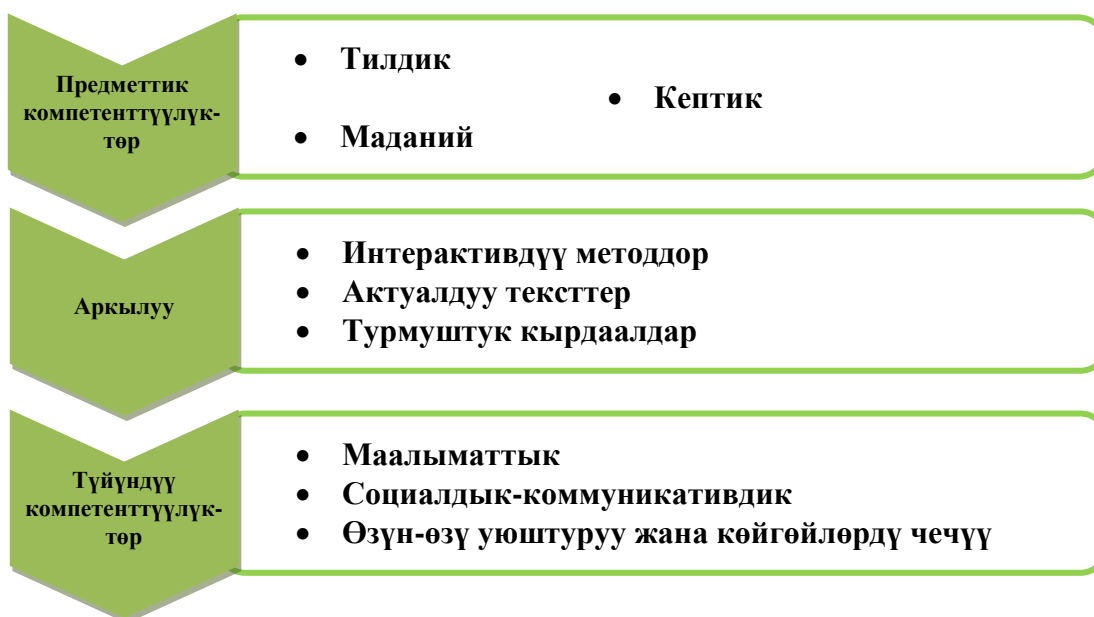 Предметтик
компетенттүүлүк-
төр
• Тилдик
• Кептик
• Маданий
Аркылуу
• Интерактивдүү методдор
• Актуалдуу тексттер
• Турмуштук кырдаалдар
Түйүндүү
компетенттүүлүк-
төр
• Маалыматтык
• Социалдык-коммуникативдик
• Өзүн-өзү уюштуруу жана көйгөйлөрдү чечүү